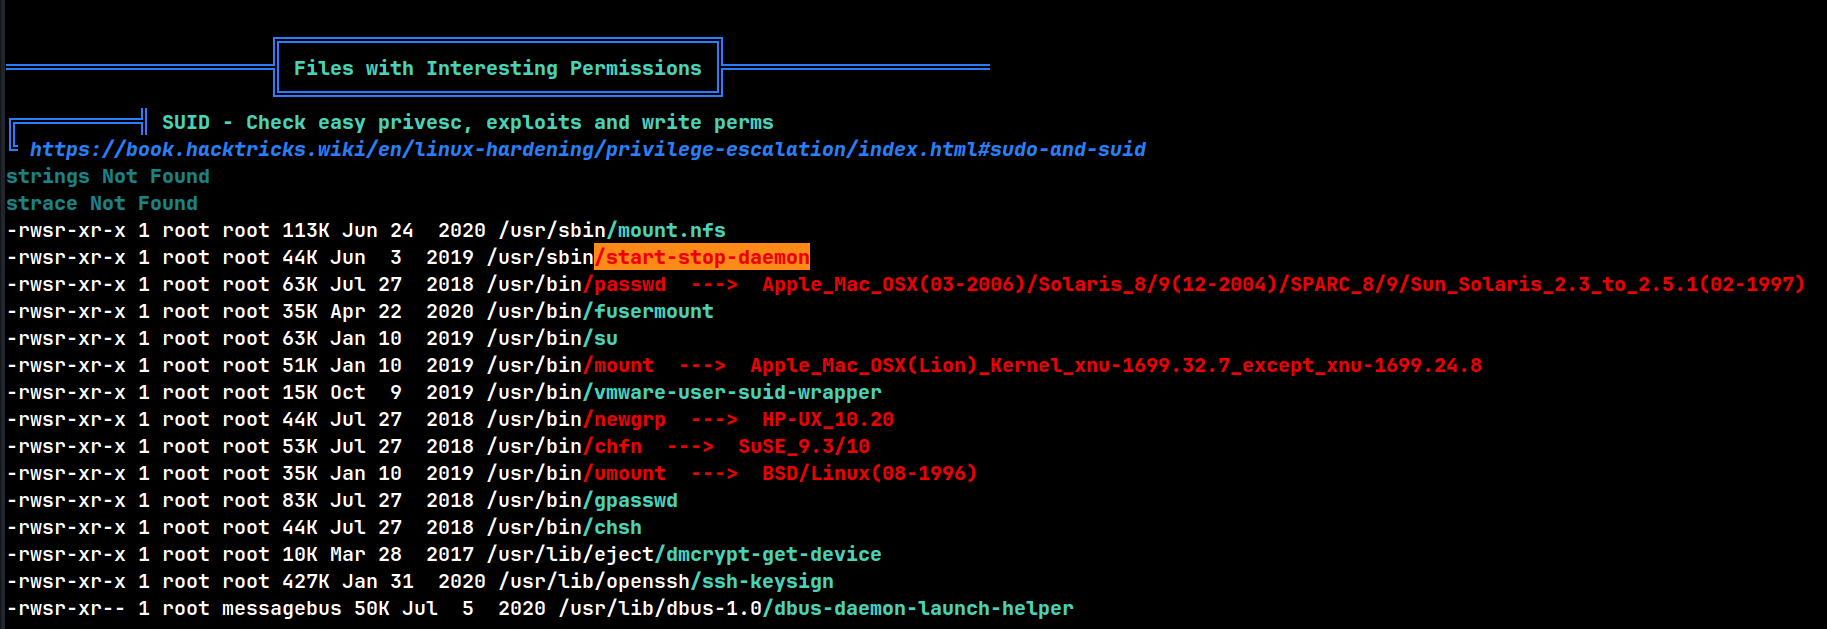 Files with Interesting Permissions
SUID - Check easy privesc, exploits and write perms
https://book.hacktricks.wiki/en/linux-hardening/privilege-escalation/index.html#sudo-and-suid
strings Not Found
strace Not Found
-rwsr-xr-x 1 root root 113K Jun 24  2020 /usr/sbin/mount.nfs
-rwsr-xr-x 1 root root 44K Jun  3  2019 /usr/sbin/start-stop-daemon
-rwsr-xr-x 1 root root 63K Jul 27  2018 /usr/bin/passwd  --->  Apple_Mac_OSX(03-2006)/Solaris_8/9(12-2004)/SPARC_8/9/Sun_Solaris_2.3_to_2.5.1(02-1997)
-rwsr-xr-x 1 root root 35K Apr 22  2020 /usr/bin/fusermount
-rwsr-xr-x 1 root root 63K Jan 10  2019 /usr/bin/su
-rwsr-xr-x 1 root root 51K Jan 10  2019 /usr/bin/mount  --->  Apple_Mac_OSX(Lion)_Kernel_xnu-1699.32.7_except_xnu-1699.24.8
-rwsr-xr-x 1 root root 15K Oct  9  2019 /usr/bin/vmware-user-suid-wrapper
-rwsr-xr-x 1 root root 44K Jul 27  2018 /usr/bin/newgrp  --->  HP-UX_10.20
-rwsr-xr-x 1 root root 53K Jul 27  2018 /usr/bin/chfn  --->  SuSE_9.3/10
-rwsr-xr-x 1 root root 35K Jan 10  2019 /usr/bin/umount  --->  BSD/Linux(08-1996)
-rwsr-xr-x 1 root root 83K Jul 27  2018 /usr/bin/gpasswd
-rwsr-xr-x 1 root root 44K Jul 27  2018 /usr/bin/chsh
-rwsr-xr-x 1 root root 10K Mar 28  2017 /usr/lib/eject/dmcrypt-get-device
-rwsr-xr-x 1 root root 427K Jan 31  2020 /usr/lib/openssh/ssh-keysign
-rwsr-xr-- 1 root messagebus 50K Jul  5  2020 /usr/lib/dbus-1.0/dbus-daemon-launch-helper